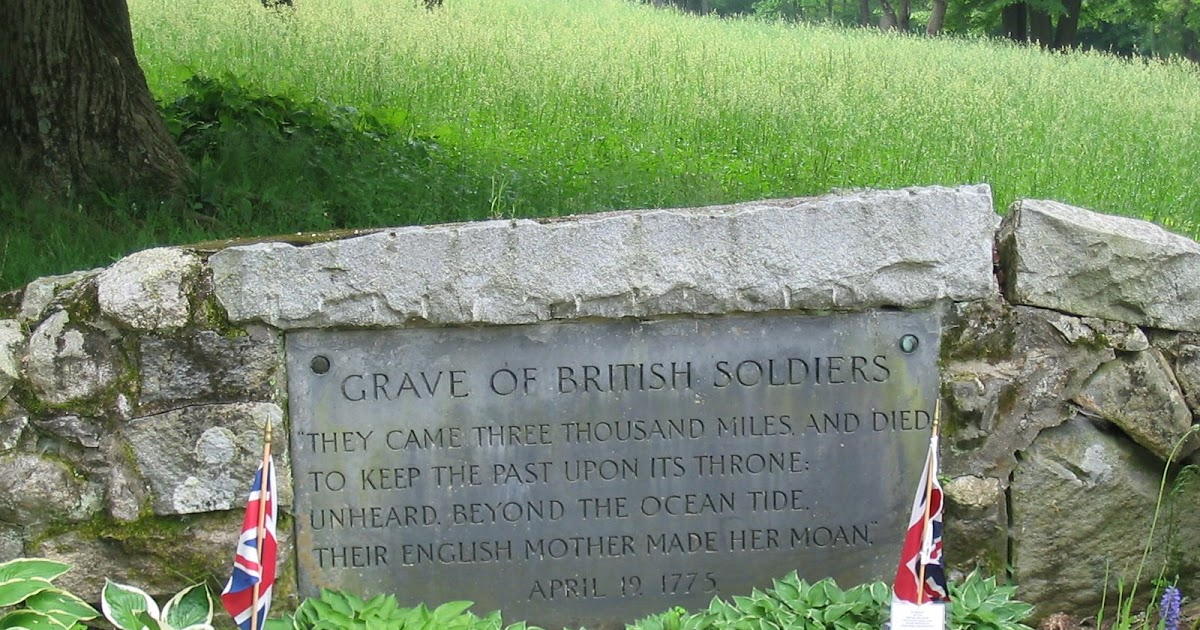 GRAVE OF BRITISH SOLDIERS
"THEY CAME THREE THOUSAND MILES, AND DIED,
TO KEEP THE PAST UPON ITS THRONE:
UNHEARD, BEYOND THE OCEAN TIDE,
THEIR ENGLISH MOTHER MADE HER MOAN."
APRIL 19, 1775